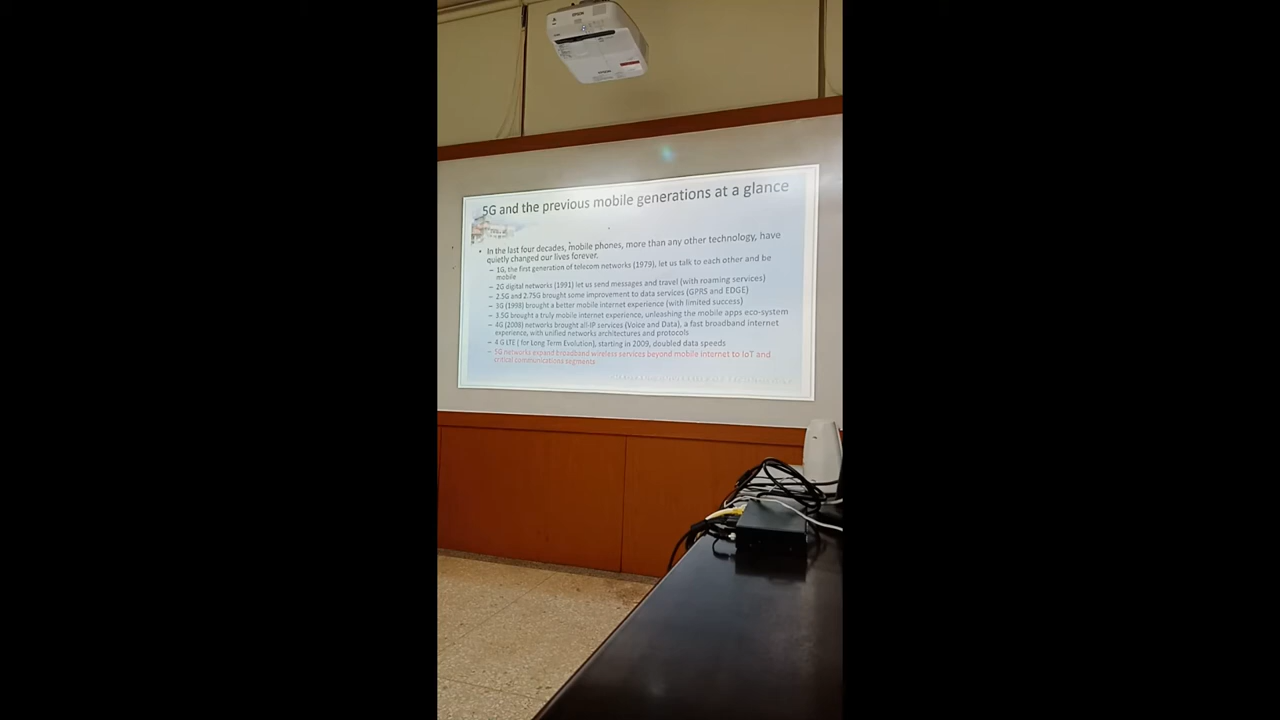 EPSON
EPSON
5G and the previous mobile generations at a glance
• In the last four decades, mobile phones, more than any other technology, have
quietly changed our lives forever.
– 1G, the first generation of telecom networks (1979), let us talk to each other and be
mobile
– 2G digital networks (1991) let us send messages and travel (with roaming services)
– 2.5G and 2.75G brought some improvement to data services (GPRS and EDGE)
– 3G (1998) brought a better mobile internet experience (with limited success)
– 3.5G brought a truly mobile internet experience, unleashing the mobile apps eco-system
– 4G (2008) networks brought all-IP services (Voice and Data), a fast broadband internet
experience, with unified networks architectures and protocols
– 4 G LTE ( for Long Term Evolution), starting in 2009, doubled data speeds
– 5G networks expand broadband wireless services beyond mobile internet to IoT and
critical communications segments